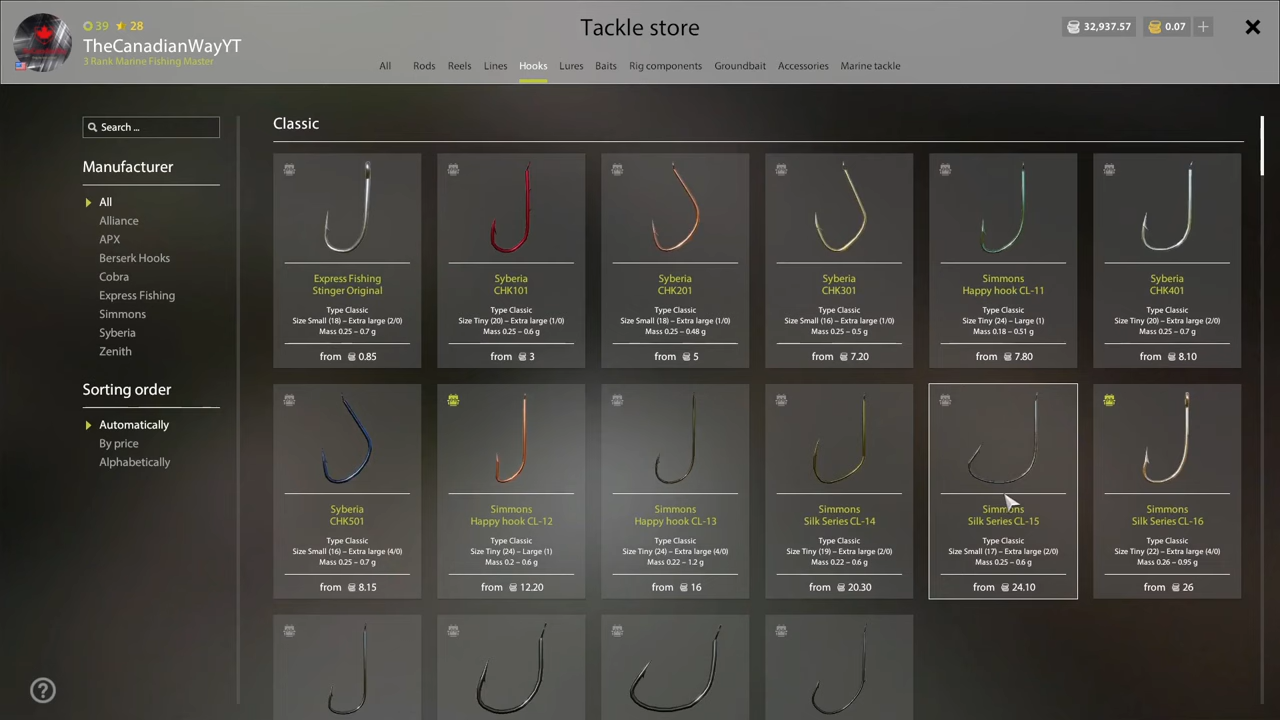 39 28
TheCanadianWayYT
3 Rank Marine Fishing Master
Tackle store
32,937.57
0.07
All
Rods
Reels
Lines
Hooks
Lures
Baits
Rig components
Groundbait
Accessories
Marine tackle
Search ...
Manufacturer
All
Alliance
APX
Berserk Hooks
Cobra
Express Fishing
Simmons
Syberia
Zenith
Sorting order
Automatically
By price
Alphabetically
Classic
Express Fishing
Stinger Original
Type Classic
Size Small (18) – Extra large (2/0)
Mass 0.25 – 0.7 g
from 0.85
Syberia
CHK101
Type Classic
Size Tiny (20) – Extra large (1/0)
Mass 0.25 – 0.6 g
from 3
Syberia
CHK201
Type Classic
Size Small (18) – Extra large (1/0)
Mass 0.25 – 0.48 g
from 5
Syberia
CHK301
Type Classic
Size Small (16) – Extra large (1/0)
Mass 0.25 – 0.5 g
from 7.20
Simmons
Happy hook CL-11
Type Classic
Size Tiny (24) – Large (1)
Mass 0.18 – 0.51 g
from 7.80
Syberia
CHK401
Type Classic
Size Tiny (20) – Extra large (2/0)
Mass 0.25 – 0.7 g
from 8.10
Syberia
CHK501
Type Classic
Size Small (16) – Extra large (4/0)
Mass 0.25 – 0.7 g
from 8.15
Simmons
Happy hook CL-12
Type Classic
Size Tiny (24) – Large (1)
Mass 0.2 – 0.6 g
from 12.20
Simmons
Happy hook CL-13
Type Classic
Size Tiny (24) – Extra large (4/0)
Mass 0.22 – 1.2 g
from 16
Simmons
Silk Series CL-14
Type Classic
Size Tiny (19) – Extra large (2/0)
Mass 0.22 – 0.6 g
from 20.30
Simmons
Silk Series CL-15
Type Classic
Size Small (17) – Extra large (2/0)
Mass 0.25 – 0.6 g
from 24.10
Simmons
Silk Series CL-16
Type Classic
Size Tiny (22) – Extra large (4/0)
Mass 0.26 – 0.95 g
from 26
?